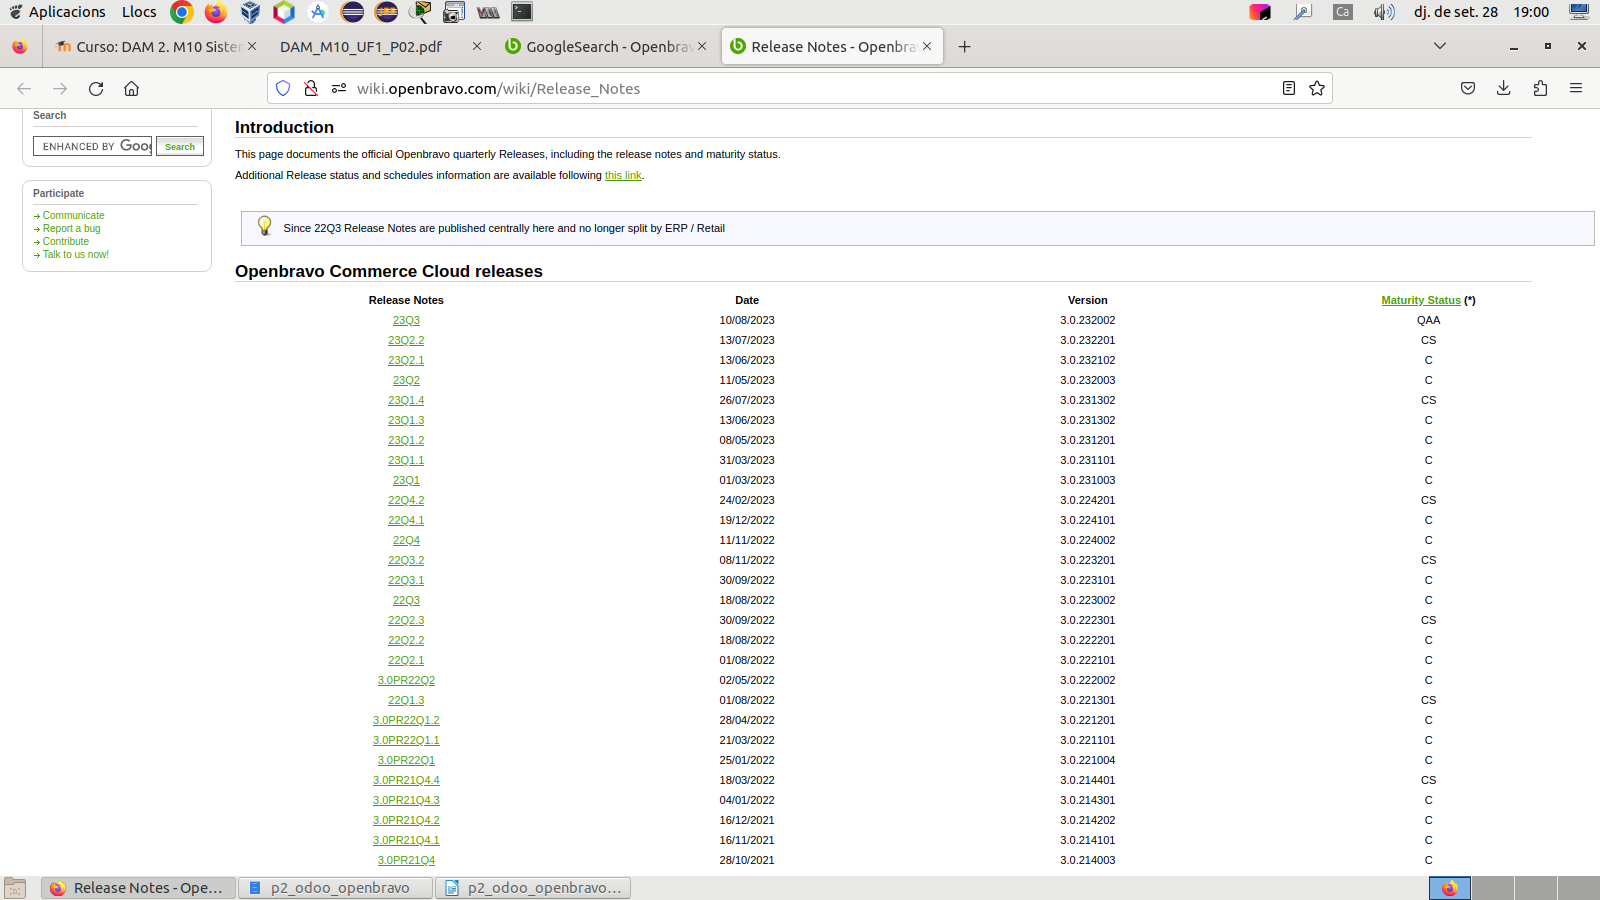 Aplicacions Llocs Ca dj. de set. 28 19:00
Curso: DAM 2. M10 Sister DAM_M10_UF1_P02.pdf GoogleSearch - Openbrav Release Notes - Openbra
wiki.openbravo.com/wiki/Release_Notes
Search
ENHANCED BY Goog Search
Participate
Communicate
Report a bug
Contribute
Talk to us now!
Introduction
This page documents the official Openbravo quarterly Releases, including the release notes and maturity status.
Additional Release status and schedules information are available following this link.
Since 22Q3 Release Notes are published centrally here and no longer split by ERP / Retail
Openbravo Commerce Cloud releases
Release Notes Date Version Maturity Status (*)
23Q3 10/08/2023 3.0.232002 QAA
23Q2.2 13/07/2023 3.0.232201 CS
23Q2.1 13/06/2023 3.0.232102 C
23Q2 11/05/2023 3.0.232003 C
23Q1.4 26/07/2023 3.0.231302 CS
23Q1.3 13/06/2023 3.0.231302 C
23Q1.2 08/05/2023 3.0.231201 C
23Q1.1 31/03/2023 3.0.231101 C
23Q1 01/03/2023 3.0.231003 C
22Q4.2 24/02/2023 3.0.224201 CS
22Q4.1 19/12/2022 3.0.224101 C
22Q4 11/11/2022 3.0.224002 C
22Q3.2 08/11/2022 3.0.223201 CS
22Q3.1 30/09/2022 3.0.223101 C
22Q3 18/08/2022 3.0.223002 C
22Q2.3 30/09/2022 3.0.222301 CS
22Q2.2 18/08/2022 3.0.222201 C
22Q2.1 01/08/2022 3.0.222101 C
3.0PR22Q2 02/05/2022 3.0.222002 C
22Q1.3 01/08/2022 3.0.221301 CS
3.0PR22Q1.2 28/04/2022 3.0.221201 C
3.0PR22Q1.1 21/03/2022 3.0.221101 C
3.0PR22Q1 25/01/2022 3.0.221004 C
3.0PR21Q4.4 18/03/2022 3.0.214401 CS
3.0PR21Q4.3 04/01/2022 3.0.214301 C
3.0PR21Q4.2 16/12/2021 3.0.214202 C
3.0PR21Q4.1 16/11/2021 3.0.214101 C
3.0PR21Q4 28/10/2021 3.0.214003 C
Release Notes - Ope... p2_odoo_openbravo p2_odoo_openbravo...